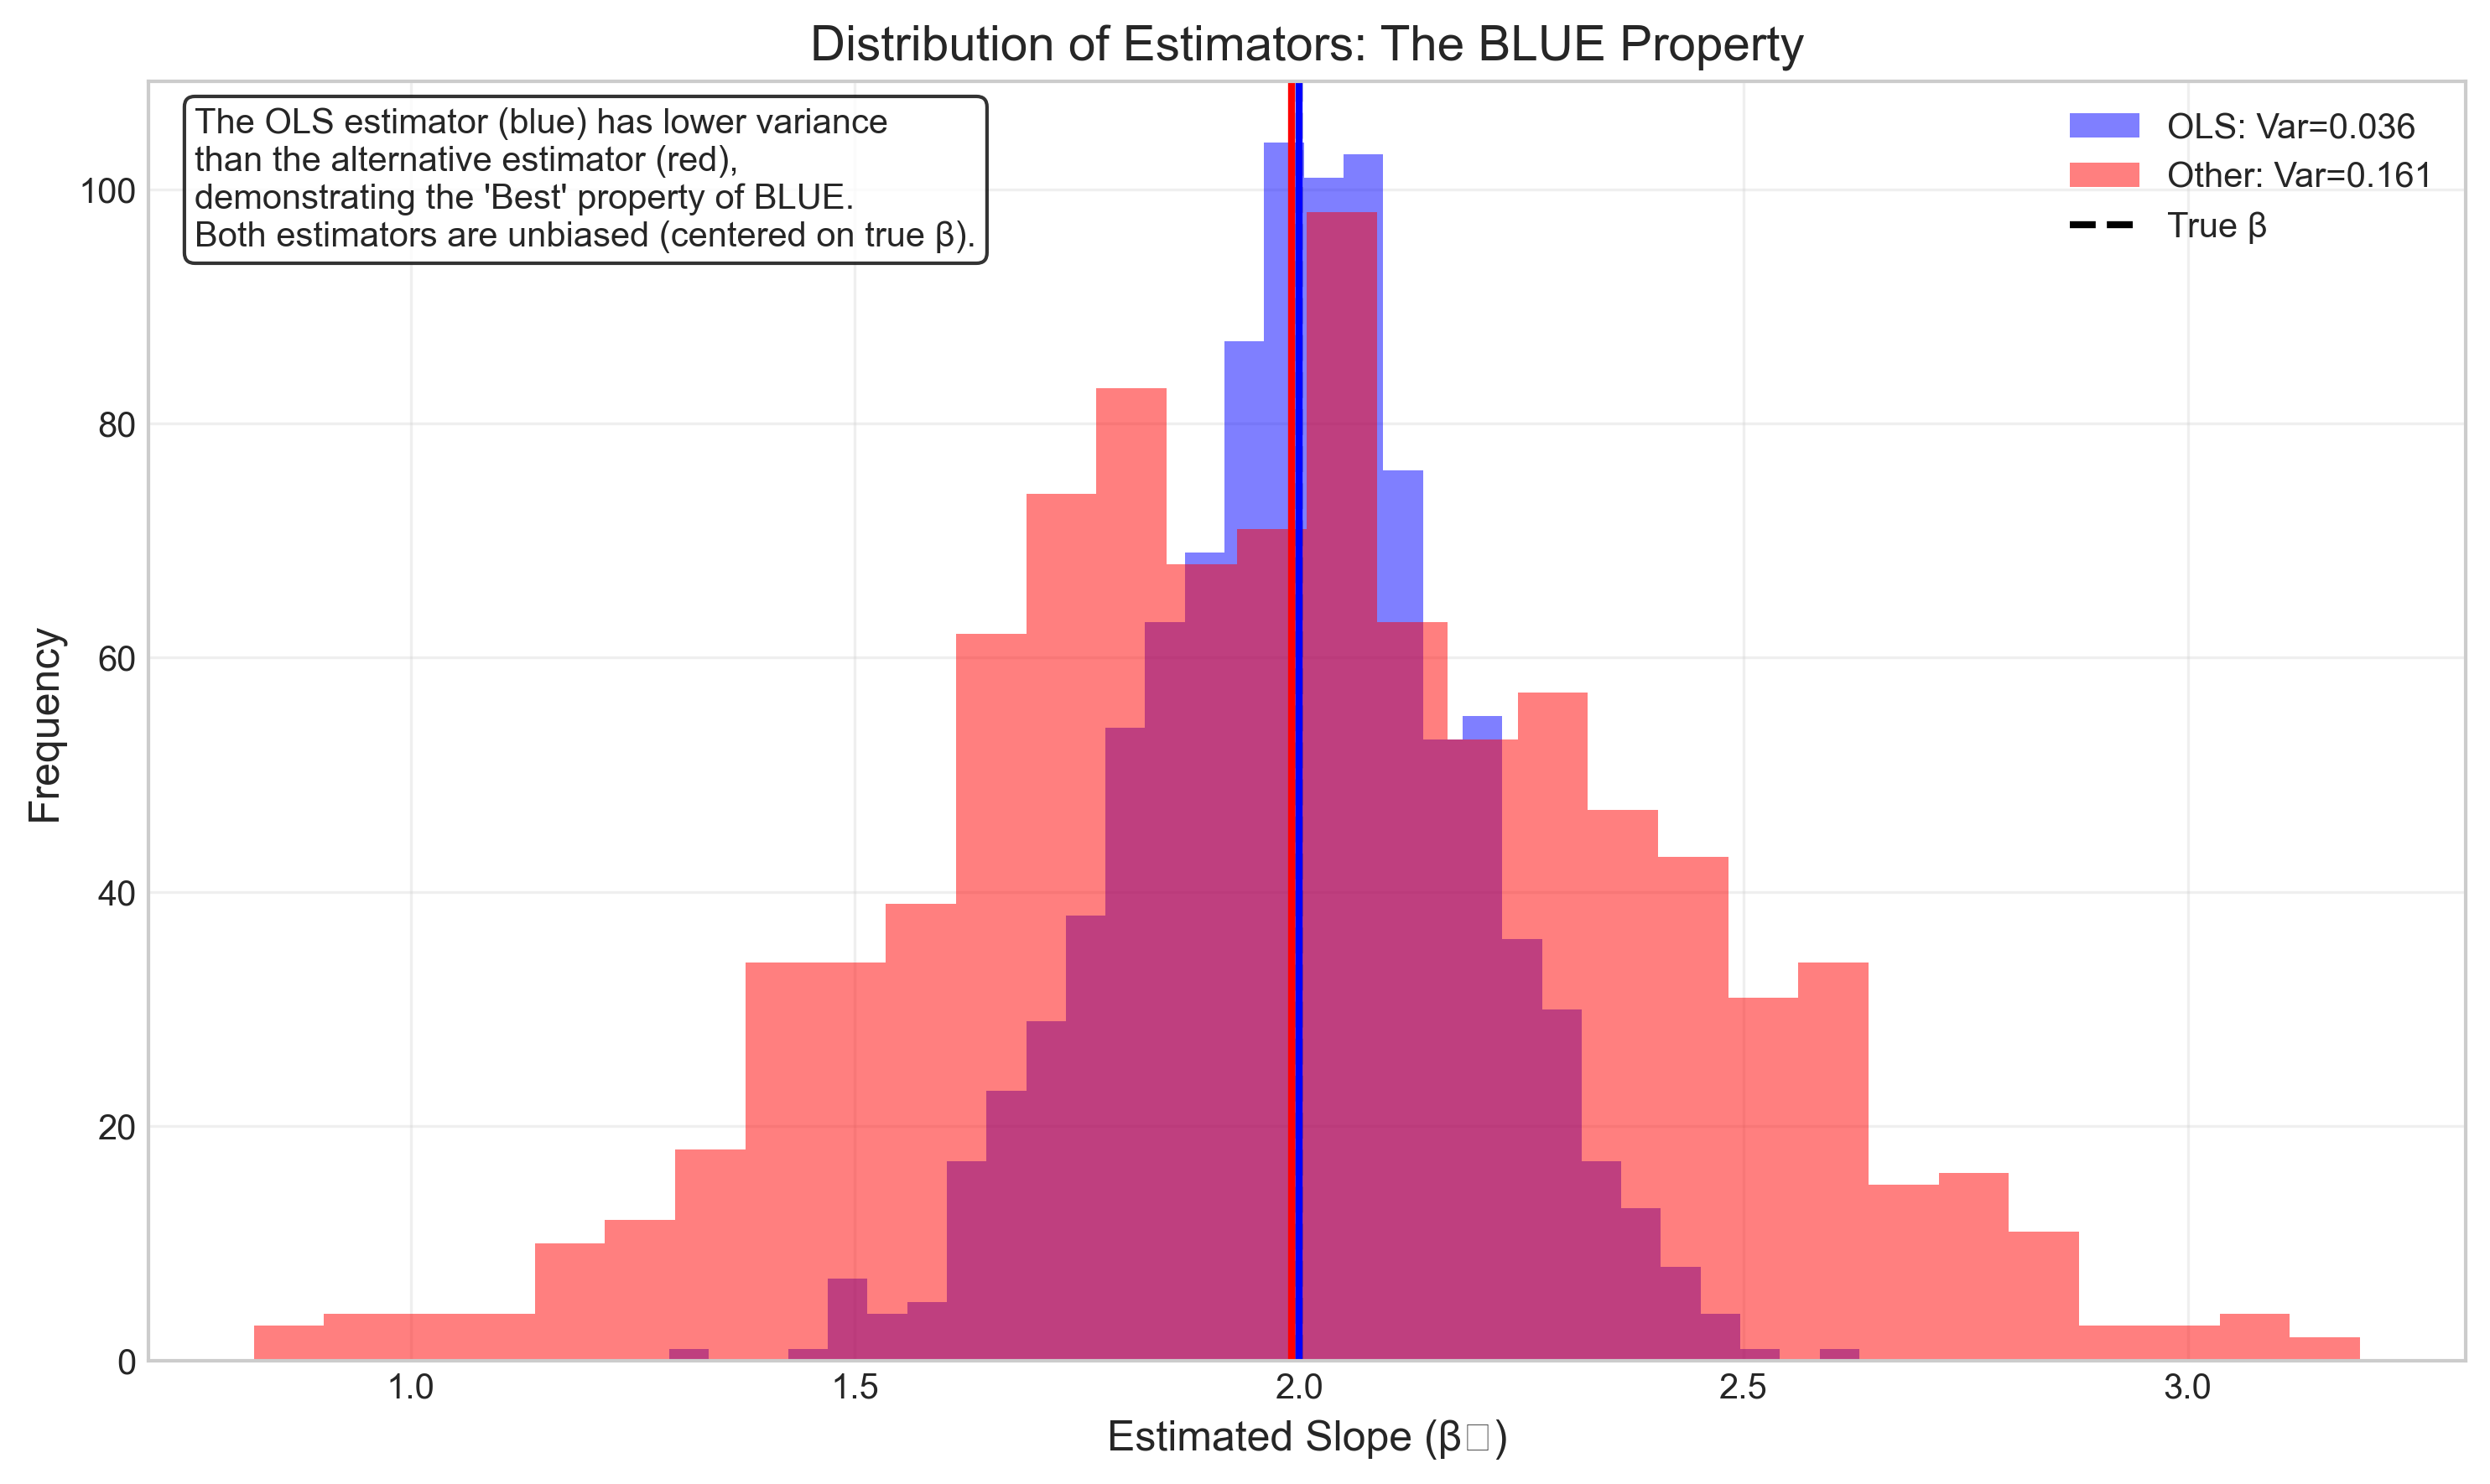 Distribution of Estimators: The BLUE Property
The OLS estimator (blue) has lower variance
than the alternative estimator (red),
demonstrating the 'Best' property of BLUE.
Both estimators are unbiased (centered on true β).
OLS: Var=0.036
Other: Var=0.161
True β
Frequency
100
80
60
40
20
0
1.0
1.5
2.0
2.5
3.0
Estimated Slope (β□)